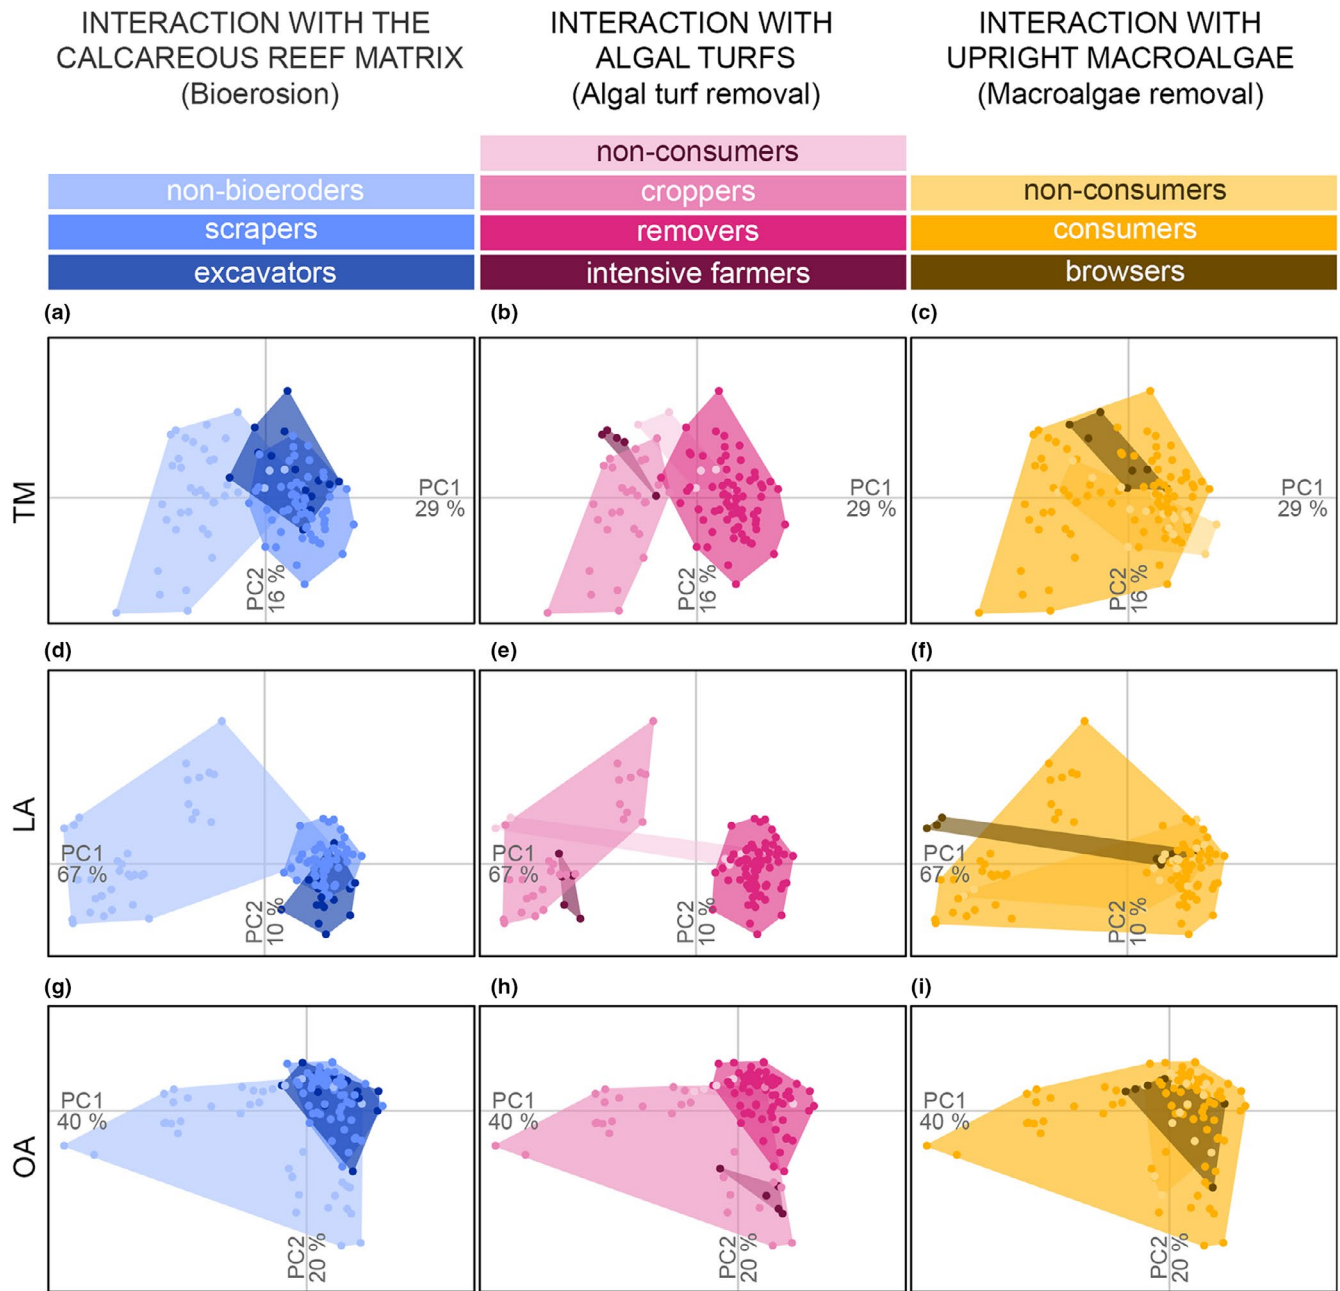 INTERACTION WITH THE
CALCAREOUS REEF MATRIX
(Bioerosion)
INTERACTION WITH
ALGAL TURFS
(Algal turf removal)
INTERACTION WITH
UPRIGHT MACROALGAE
(Macroalgae removal)
non-bioeroders
scrapers
excavators
non-consumers
croppers
removers
intensive farmers
non-consumers
consumers
browsers
TM
(a)
PC1
29 %
PC2
16 %
(b)
PC1
29 %
PC2
16 %
(c)
PC1
29 %
PC2
16 %
LA
(d)
PC1
67 %
PC2
10 %
(e)
PC1
67 %
PC2
10 %
(f)
PC1
67 %
PC2
10 %
OA
(g)
PC1
40 %
PC2
20 %
(h)
PC1
40 %
PC2
20 %
(i)
PC1
40 %
PC2
20 %